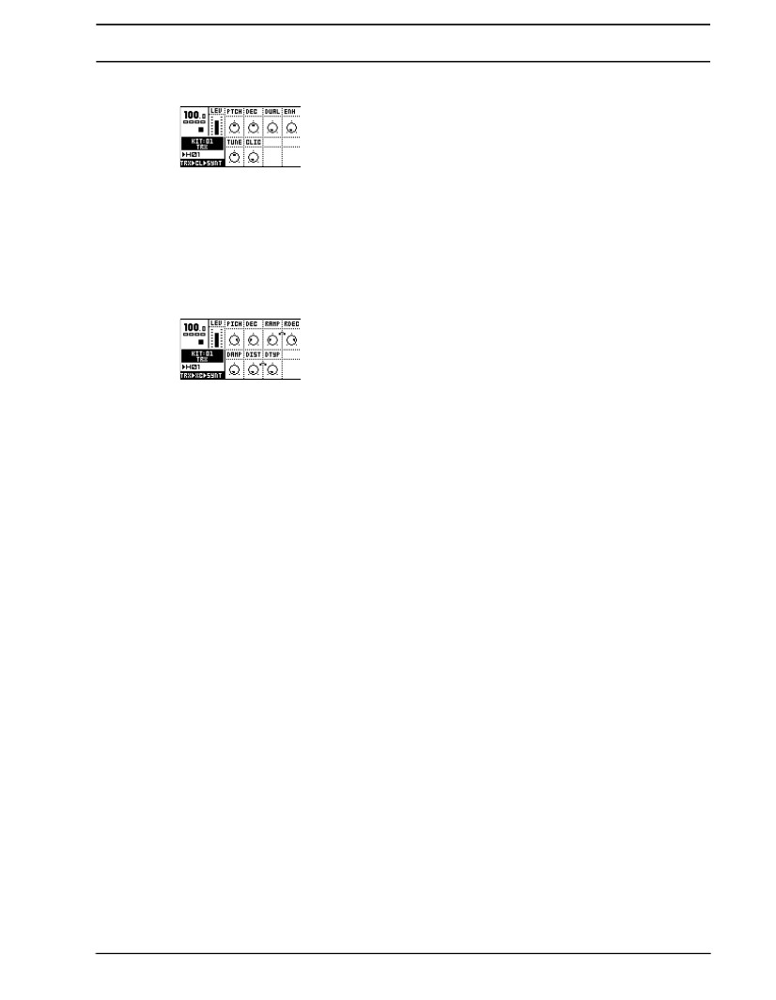 100.0 LEV PTCH DEC DUAL ENH
KIT:01
TRX
TUNE CLIC
H01
TRX▶CL▶SYNT
100.0 LEV PTCH DEC RAMP RDEC
KIT:01
TRX
DAMP DIST DTYP
H01
TRX▶XC▶SYNT